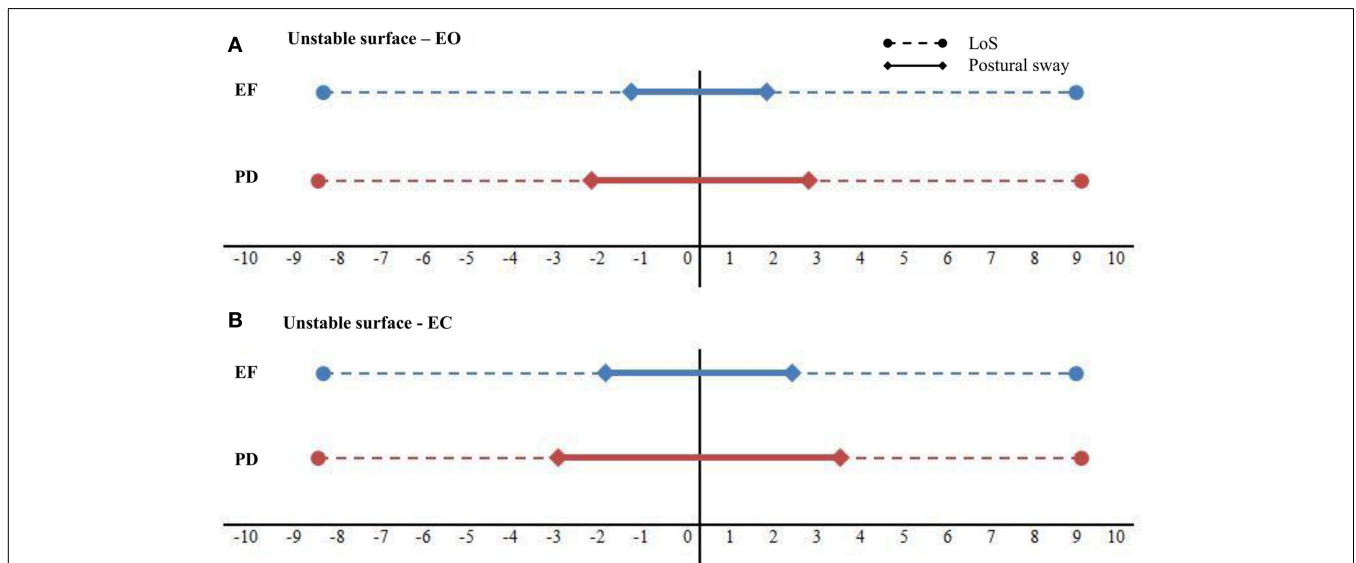 A Unstable surface – EO
LoS
Postural sway
EF
PD
-10 -9 -8 -7 -6 -5 -4 -3 -2 -1 0 1 2 3 4 5 6 7 8 9 10
B Unstable surface - EC
EF
PD
-10 -9 -8 -7 -6 -5 -4 -3 -2 -1 0 1 2 3 4 5 6 7 8 9 10